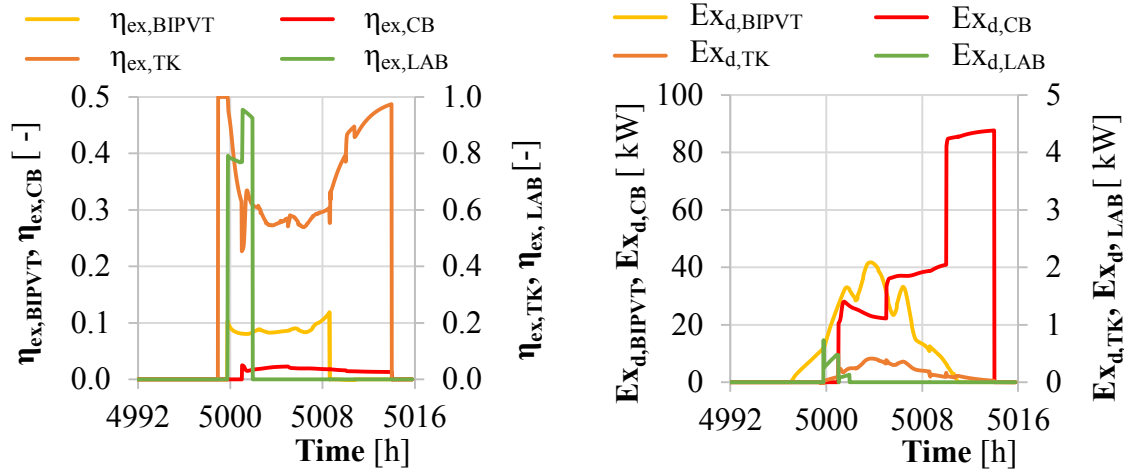 ηex,BIPVT ηex,CB
ηex,TK ηex,LAB
0.5
0.4
0.3
0.2
0.1
0.0
ηex,BIPVT, ηex,CB [ - ]
1.0
0.8
0.6
0.4
0.2
0.0
ηex,TK, ηex, LAB [-]
4992 5000 5008 5016
Time [h]
Exd,BIPVT Exd,CB
Exd,TK Exd,LAB
100
80
60
40
20
0
Exd,BIPVT, Exd,CB [ kW]
5
4
3
2
1
0
Exd,TK, Exd, LAB [ kW]
4992 5000 5008 5016
Time [h]